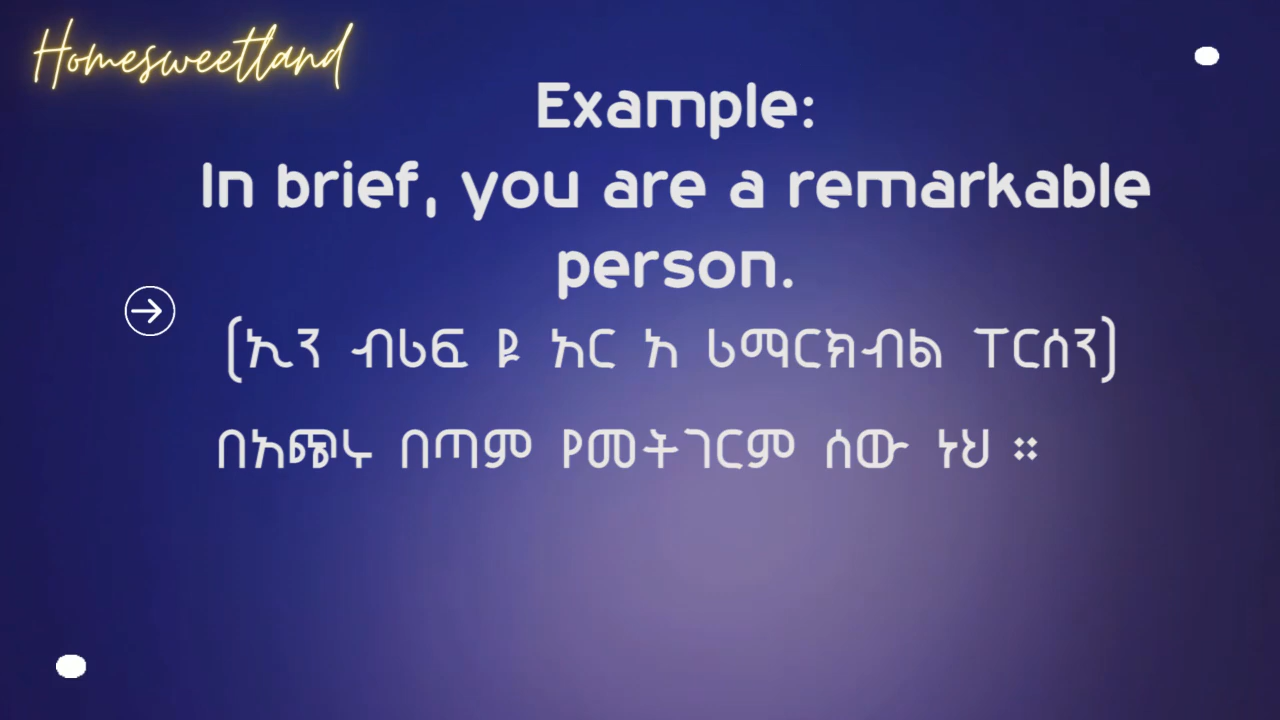 Homesweetland
Example:
In brief, you are a remarkable
person.
(ኢን ብሪፍ ዩ አር አ ሪማርክብል ፐርሰን)
በአጭሩ በጣም የመትገርም ሰው ነህ ።